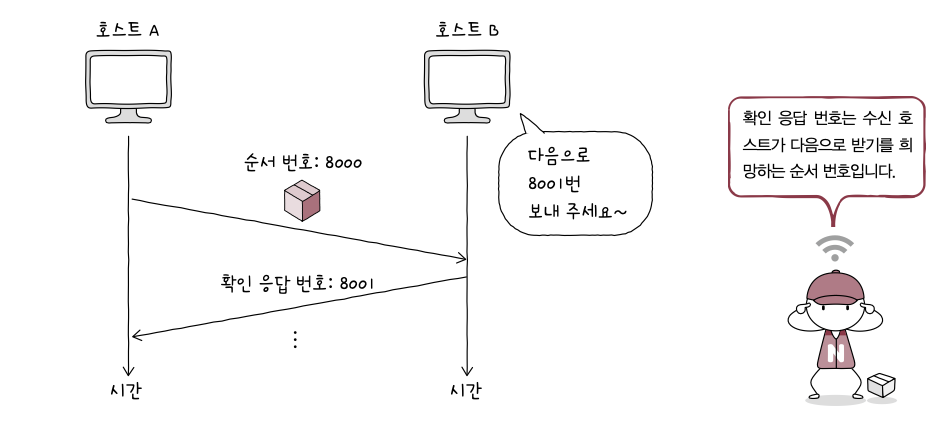 호스트 A
호스트 B
순서 번호: 8000
다음으로
8001번
보내 주세요~
확인 응답 번호: 8001
⋮
시간
시간
확인 응답 번호는 수신 호
스트가 다음으로 받기를 희
망하는 순서 번호입니다.
N